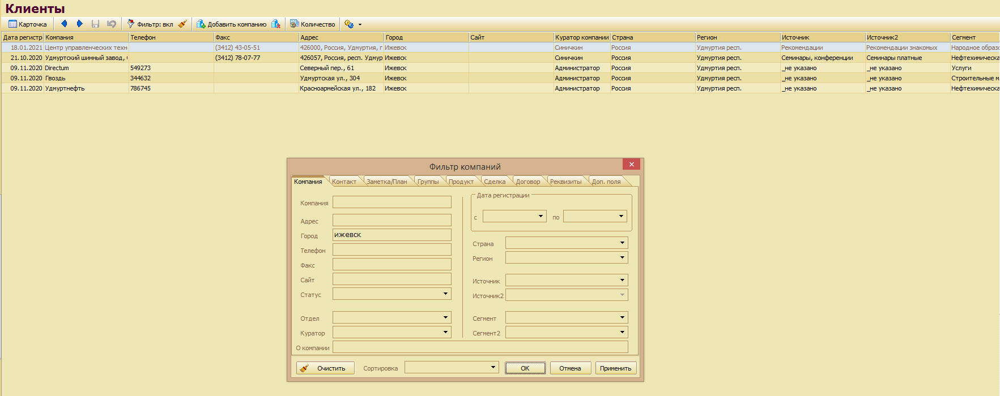 Клиенты
Карточка Фильтр: вкл Добавить компанию Количество
Дата регистр Компания Телефон Факс Адрес Город Сайт Куратор компании Страна Регион Источник Источник2 Сегмент
18.01.2021 Центр управленческих техн (3412) 43-05-51 426000, Россия, Удмуртия, г Ижевск Синичкин Россия Удмуртия респ. Рекомендации Рекомендации знакомых Народное образо
21.10.2020 Удмуртский шинный завод, (3412) 78-07-77 426057, Россия, респ. Удмур Ижевск Синичкин Россия Удмуртия респ. Семинары, конференции Семинары платные Нефтехимическа
09.11.2020 Directum 549273 Северный пер., 61 Ижевск Администратор Россия Удмуртия респ. _не указано _не указано Услуги
09.11.2020 Гвоздь 344632 Удмуртская ул., 304 Ижевск Администратор Россия Удмуртия респ. _не указано _не указано Строительные м
09.11.2020 Удмуртнефть 786745 Красноармейская ул., 182 Ижевск Администратор Россия Удмуртия респ. _не указано _не указано Нефтехимическа
Фильтр компаний
Компания Контакт Заметка/План Группы Продукт Сделка Договор Реквизиты Доп. поля
Компания
Адрес
Город ижевск
Телефон
Факс
Сайт
Статус
Отдел
Куратор
О компании
Дата регистрации
с по
Страна
Регион
Источник
Источник2
Сегмент
Сегмент2
Очистить Сортировка OK Отмена Применить